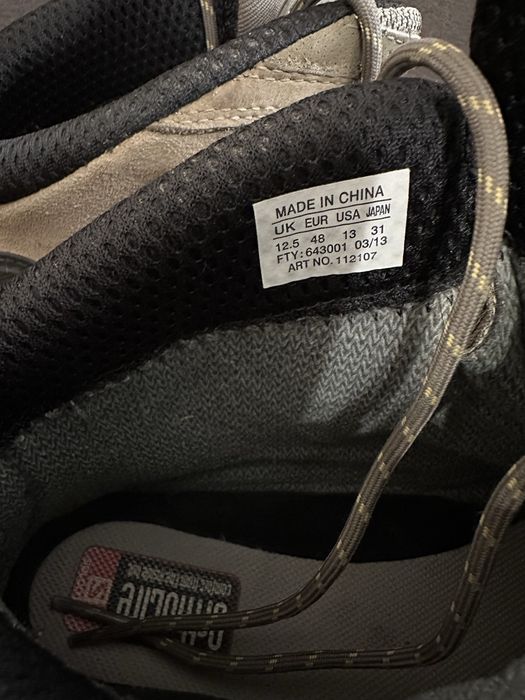 MADE IN CHINA
UK EUR USA JAPAN
12.5 48 13 31
FTY: 643001 03/13
ART NO. 112107
ORTHOLITE